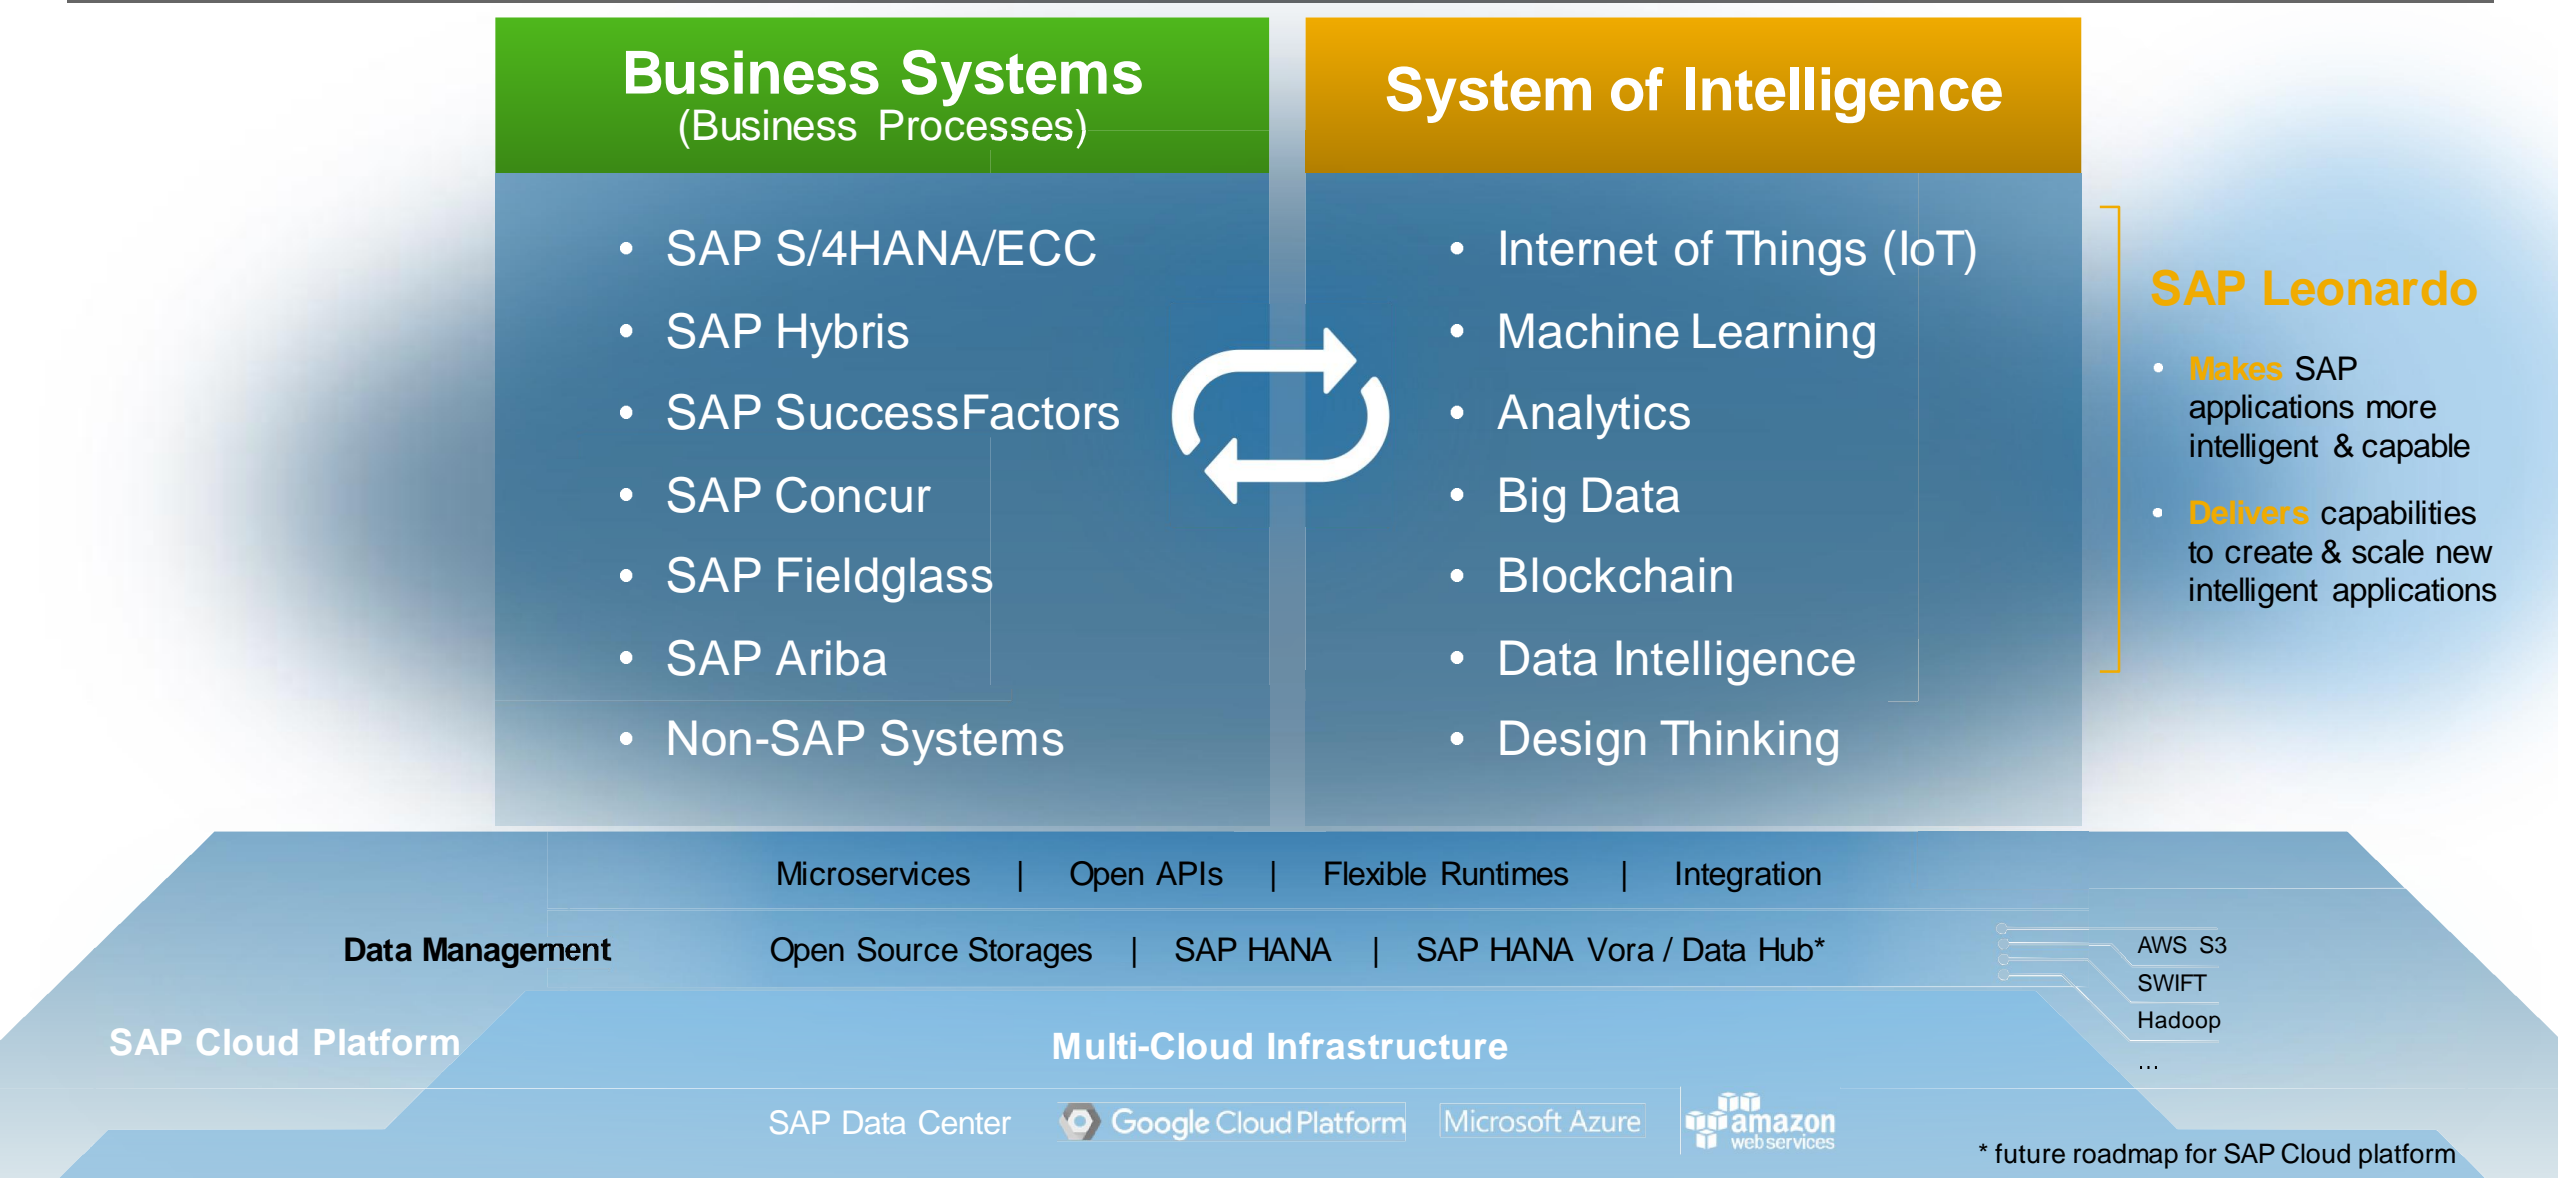 Business Systems
(Business Processes)
• SAP S/4HANA/ECC
• SAP Hybris
• SAP SuccessFactors
• SAP Concur
• SAP Fieldglass
• SAP Ariba
• Non-SAP Systems
System of Intelligence
• Internet of Things (IoT)
• Machine Learning
• Analytics
• Big Data
• Blockchain
• Data Intelligence
• Design Thinking
SAP Leonardo
• Makes SAP
applications more
intelligent & capable
• Delivers capabilities
to create & scale new
intelligent applications
Microservices | Open APIs | Flexible Runtimes | Integration
Data Management
Open Source Storages | SAP HANA | SAP HANA Vora / Data Hub*
AWS S3
SWIFT
Hadoop
...
SAP Cloud Platform
Multi-Cloud Infrastructure
SAP Data Center
Google Cloud Platform
Microsoft Azure
amazon
webservices
* future roadmap for SAP Cloud platform